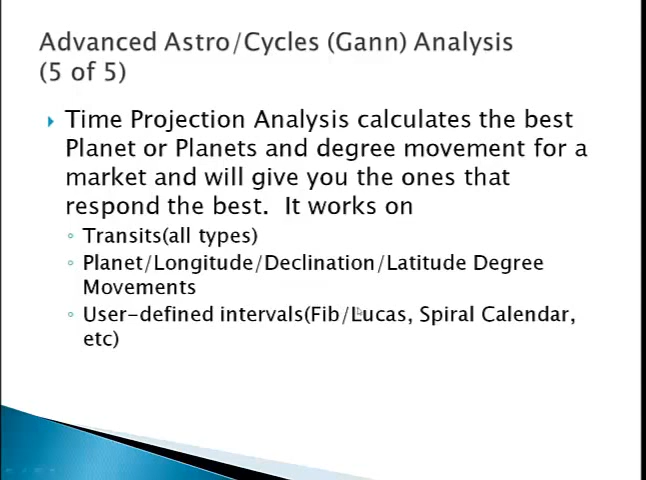 Advanced Astro/Cycles (Gann) Analysis
(5 of 5)
Time Projection Analysis calculates the best
Planet or Planets and degree movement for a
market and will give you the ones that
respond the best.  It works on
Transits(all types)
Planet/Longitude/Declination/Latitude Degree
Movements
User-defined intervals(Fib/Lucas, Spiral Calendar,
etc)